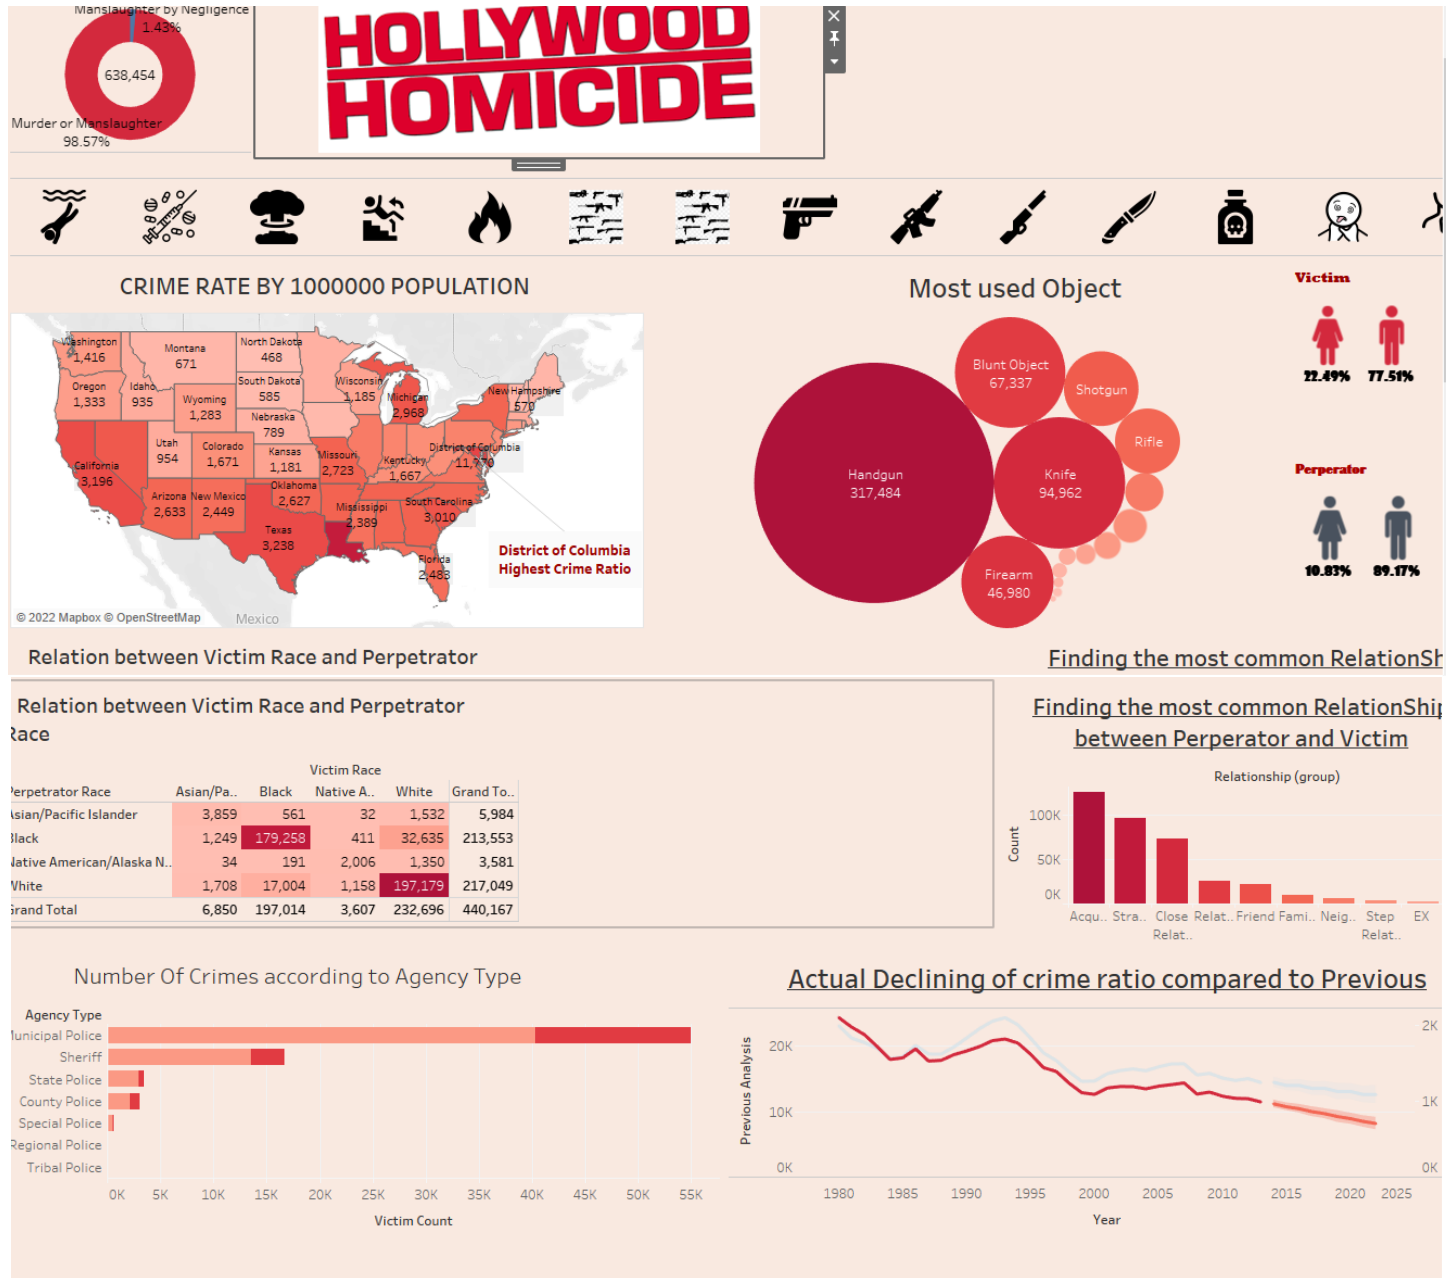 Manslaughter by Negligence
1.43%
638,454
Murder or Manslaughter
98.57%
HOLLYWOOD
HOMICIDE
CRIME RATE BY 1000000 POPULATION
Washington
1,416
Montana
671
North Dakota
468
Oregon
1,333
Idaho
935
Wyoming
1,283
South Dakota
585
Wisconsin
1,185
Michigan
2,968
New Hampshire
570
Nebraska
789
Utah
954
Colorado
1,671
Kansas
1,181
Missouri
2,723
Kentucky
1,667
District of Columbia
11,970
California
3,196
Arizona
2,633
New Mexico
2,449
Oklahoma
2,627
Mississippi
2,389
South Carolina
3,010
Texas
3,238
Florida
2,483
District of Columbia
Highest Crime Ratio
© 2022 Mapbox © OpenStreetMap
Mexico
Most used Object
Blunt Object
67,337
Shotgun
Rifle
Handgun
317,484
Knife
94,962
Firearm
46,980
Victim
22.49% 77.51%
Perperator
10.83% 89.17%
Relation between Victim Race and Perpetrator
Finding the most common RelationSh
Relation between Victim Race and Perpetrator
Race
Victim Race
Perpetrator Race Asian/Pa.. Black Native A.. White Grand To..
Asian/Pacific Islander 3,859 561 32 1,532 5,984
Black 1,249 179,258 411 32,635 213,553
Native American/Alaska N.. 34 191 2,006 1,350 3,581
White 1,708 17,004 1,158 197,179 217,049
Grand Total 6,850 197,014 3,607 232,696 440,167
Finding the most common RelationShip
between Perperator and Victim
Relationship (group)
Count
100K
50K
0K
Acqu.. Stra.. Close Relat.. Relat.. Friend Fami.. Neig.. Step Relat.. EX
Number Of Crimes according to Agency Type
Agency Type
Municipal Police
Sheriff
State Police
County Police
Special Police
Regional Police
Tribal Police
0K 5K 10K 15K 20K 25K 30K 35K 40K 45K 50K 55K
Victim Count
Actual Declining of crime ratio compared to Previous
Previous Analysis
20K
10K
0K
2K
1K
0K
1980 1985 1990 1995 2000 2005 2010 2015 2020 2025
Year